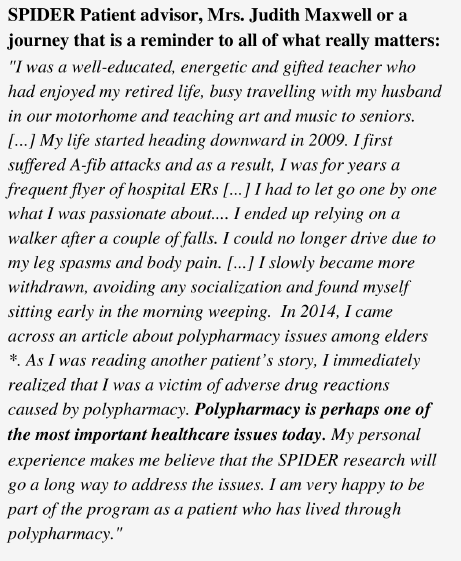 SPIDER Patient advisor, Mrs. Judith Maxwell or a
journey that is a reminder to all of what really matters:
"I was a well-educated, energetic and gifted teacher who
had enjoyed my retired life, busy travelling with my husband
in our motorhome and teaching art and music to seniors.
[...] My life started heading downward in 2009. I first
suffered A-fib attacks and as a result, I was for years a
frequent flyer of hospital ERs [...] I had to let go one by one
what I was passionate about.... I ended up relying on a
walker after a couple of falls. I could no longer drive due to
my leg spasms and body pain. [...] I slowly became more
withdrawn, avoiding any socialization and found myself
sitting early in the morning weeping.  In 2014, I came
across an article about polypharmacy issues among elders
*. As I was reading another patient's story, I immediately
realized that I was a victim of adverse drug reactions
caused by polypharmacy. Polypharmacy is perhaps one of
the most important healthcare issues today. My personal
experience makes me believe that the SPIDER research will
go a long way to address the issues. I am very happy to be
part of the program as a patient who has lived through
polypharmacy."